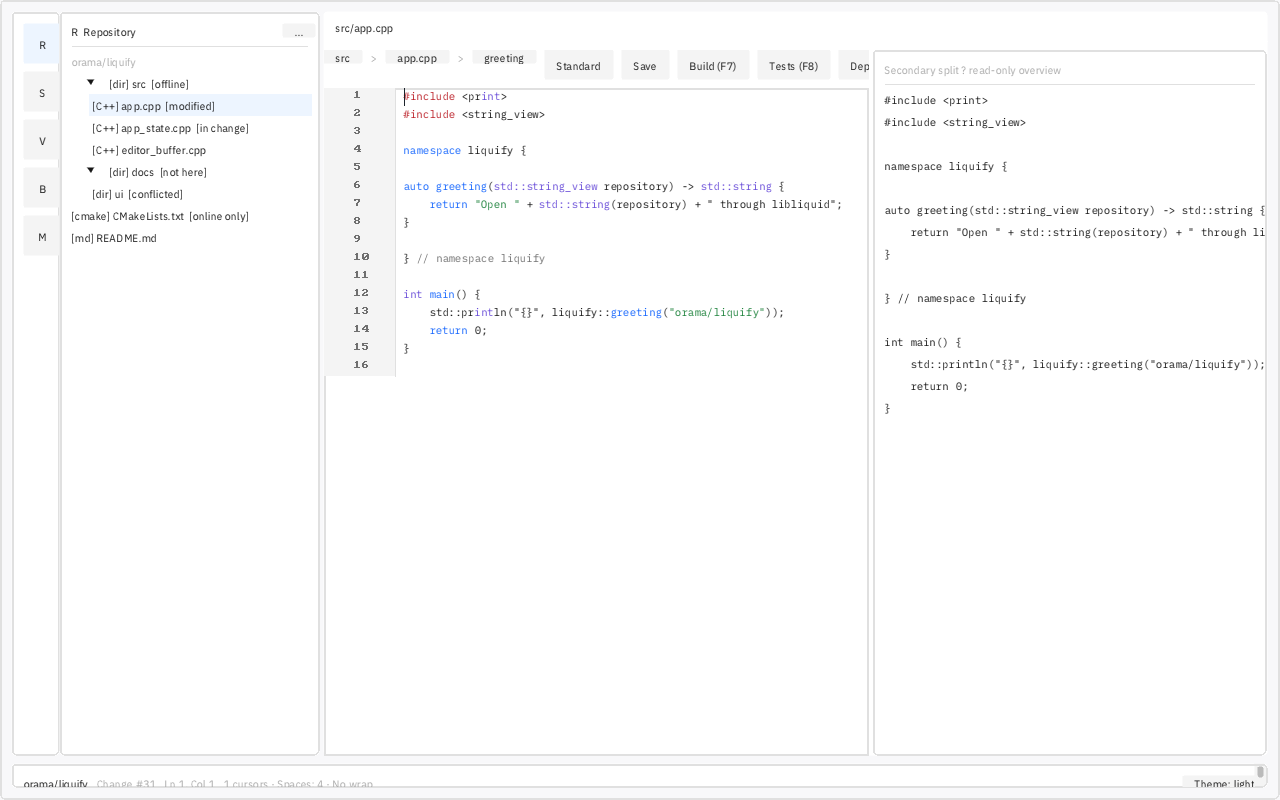 R
S
V
B
M
R Repository
...
orama/liquify
[dir] src [offline]
[C++] app.cpp [modified]
[C++] app_state.cpp [in change]
[C++] editor_buffer.cpp
[dir] docs [not here]
[dir] ui [conflicted]
[cmake] CMakeLists.txt [online only]
[md] README.md
src/app.cpp
src > app.cpp > greeting Standard Save Build (F7) Tests (F8) Dep
1 #include <print>
2 #include <string_view>
3
4 namespace liquify {
5
6 auto greeting(std::string_view repository) -> std::string {
7 return "Open " + std::string(repository) + " through libliquid";
8 }
9
10 } // namespace liquify
11
12 int main() {
13 std::println("{}", liquify::greeting("orama/liquify"));
14 return 0;
15 }
16
Secondary split ? read-only overview
#include <print>
#include <string_view>
namespace liquify {
auto greeting(std::string_view repository) -> std::string {
return "Open " + std::string(repository) + " through li
}
} // namespace liquify
int main() {
std::println("{}", liquify::greeting("orama/liquify"));
return 0;
}
orama/liquify Change #31 Ln 1, Col 1 1 cursors · Spaces: 4 · No wrap
Theme: light